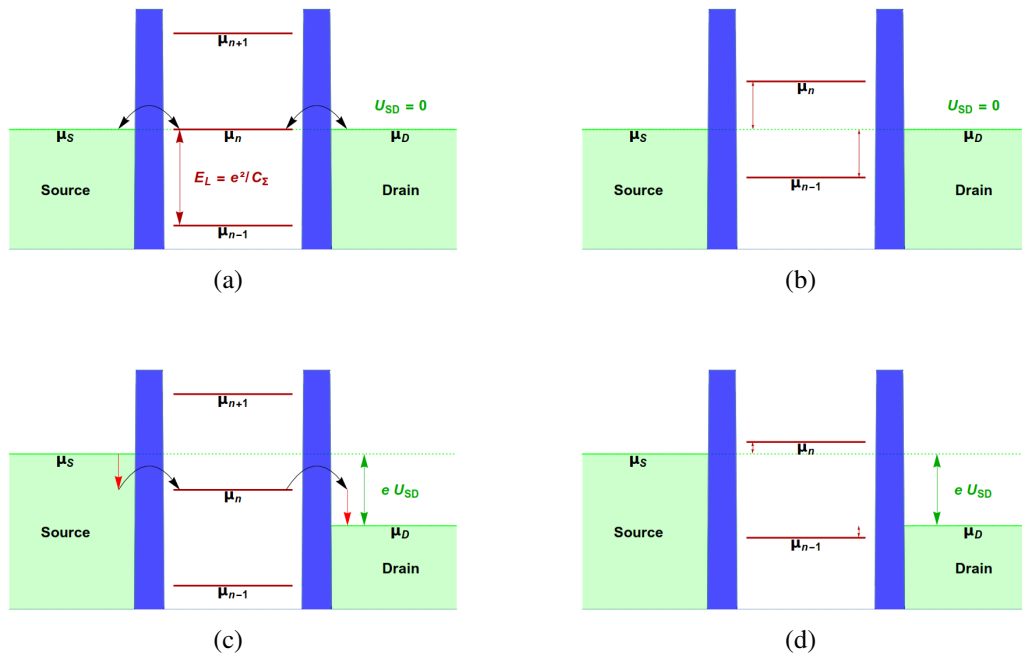 μn+1
USD = 0
μS
μn
μD
EL = e²/CΣ
Source
Drain
μn-1
(a)
μn
USD = 0
μS
μD
Source
μn-1
Drain
(b)
μn+1
μS
μn
e USD
Source
μD
Drain
μn-1
(c)
μn
μS
e USD
Source
μD
μn-1
Drain
(d)